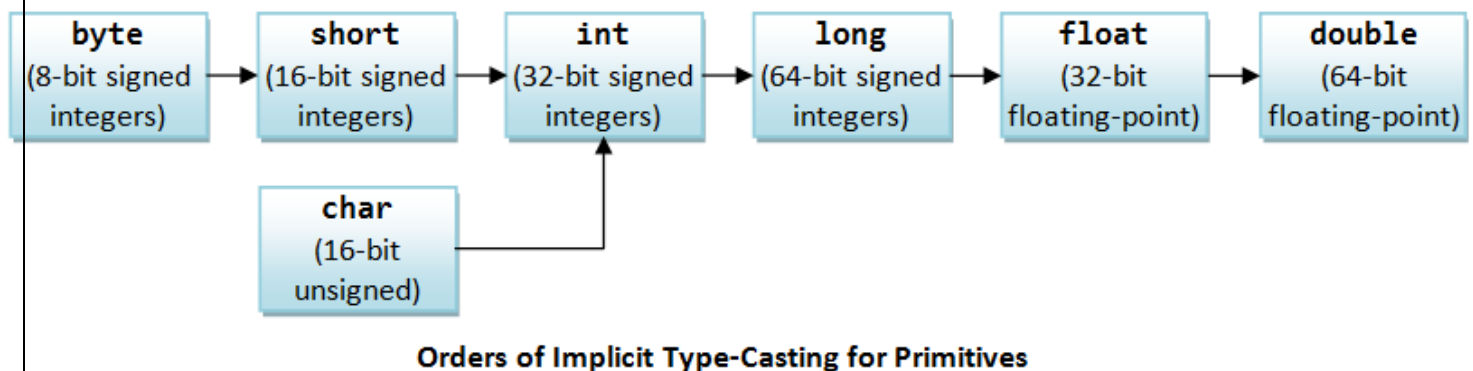 byte
(8-bit signed
integers)
short
(16-bit signed
integers)
int
(32-bit signed
integers)
long
(64-bit signed
integers)
float
(32-bit
floating-point)
double
(64-bit
floating-point)
char
(16-bit
unsigned)
Orders of Implicit Type-Casting for Primitives